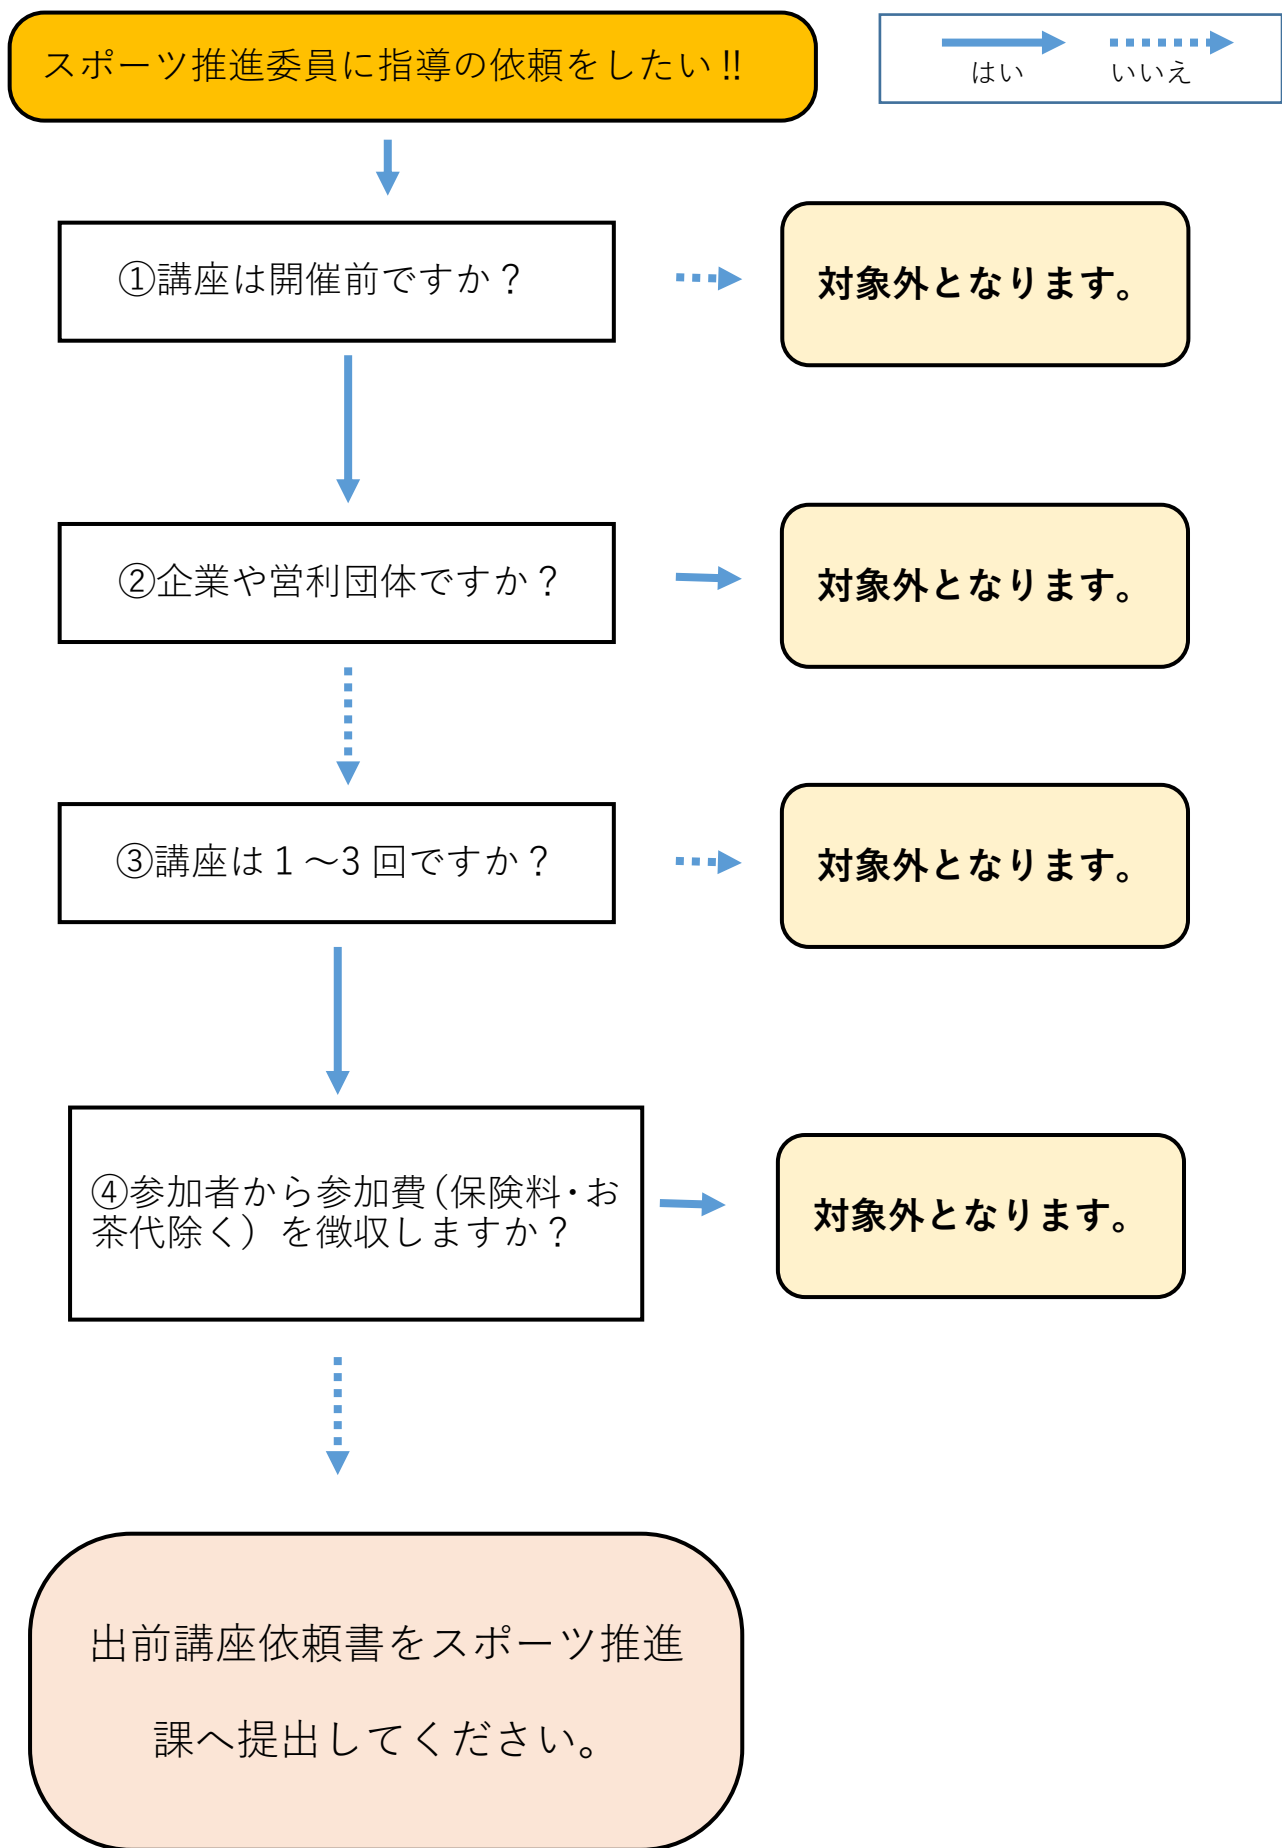 スポーツ推進委員に指導の依頼をしたい!!
はい
いいえ
①講座は開催前ですか？
対象外となります。
②企業や営利団体ですか？
対象外となります。
③講座は１～3回ですか？
対象外となります。
④参加者から参加費（保険料・お
茶代除く）を徴収しますか？
対象外となります。
出前講座依頼書をスポーツ推進
課へ提出してください。